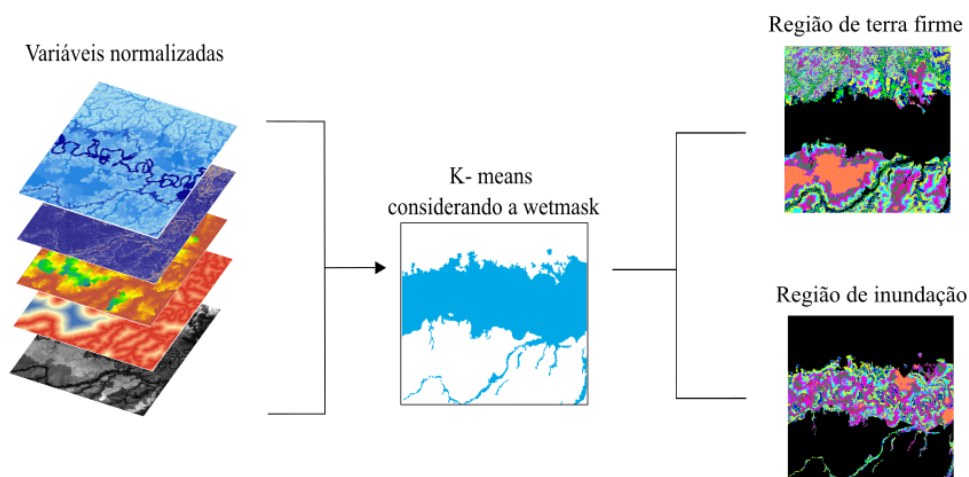 Variáveis normalizadas
K- means
considerando a wetmask
Região de terra firme
Região de inundação